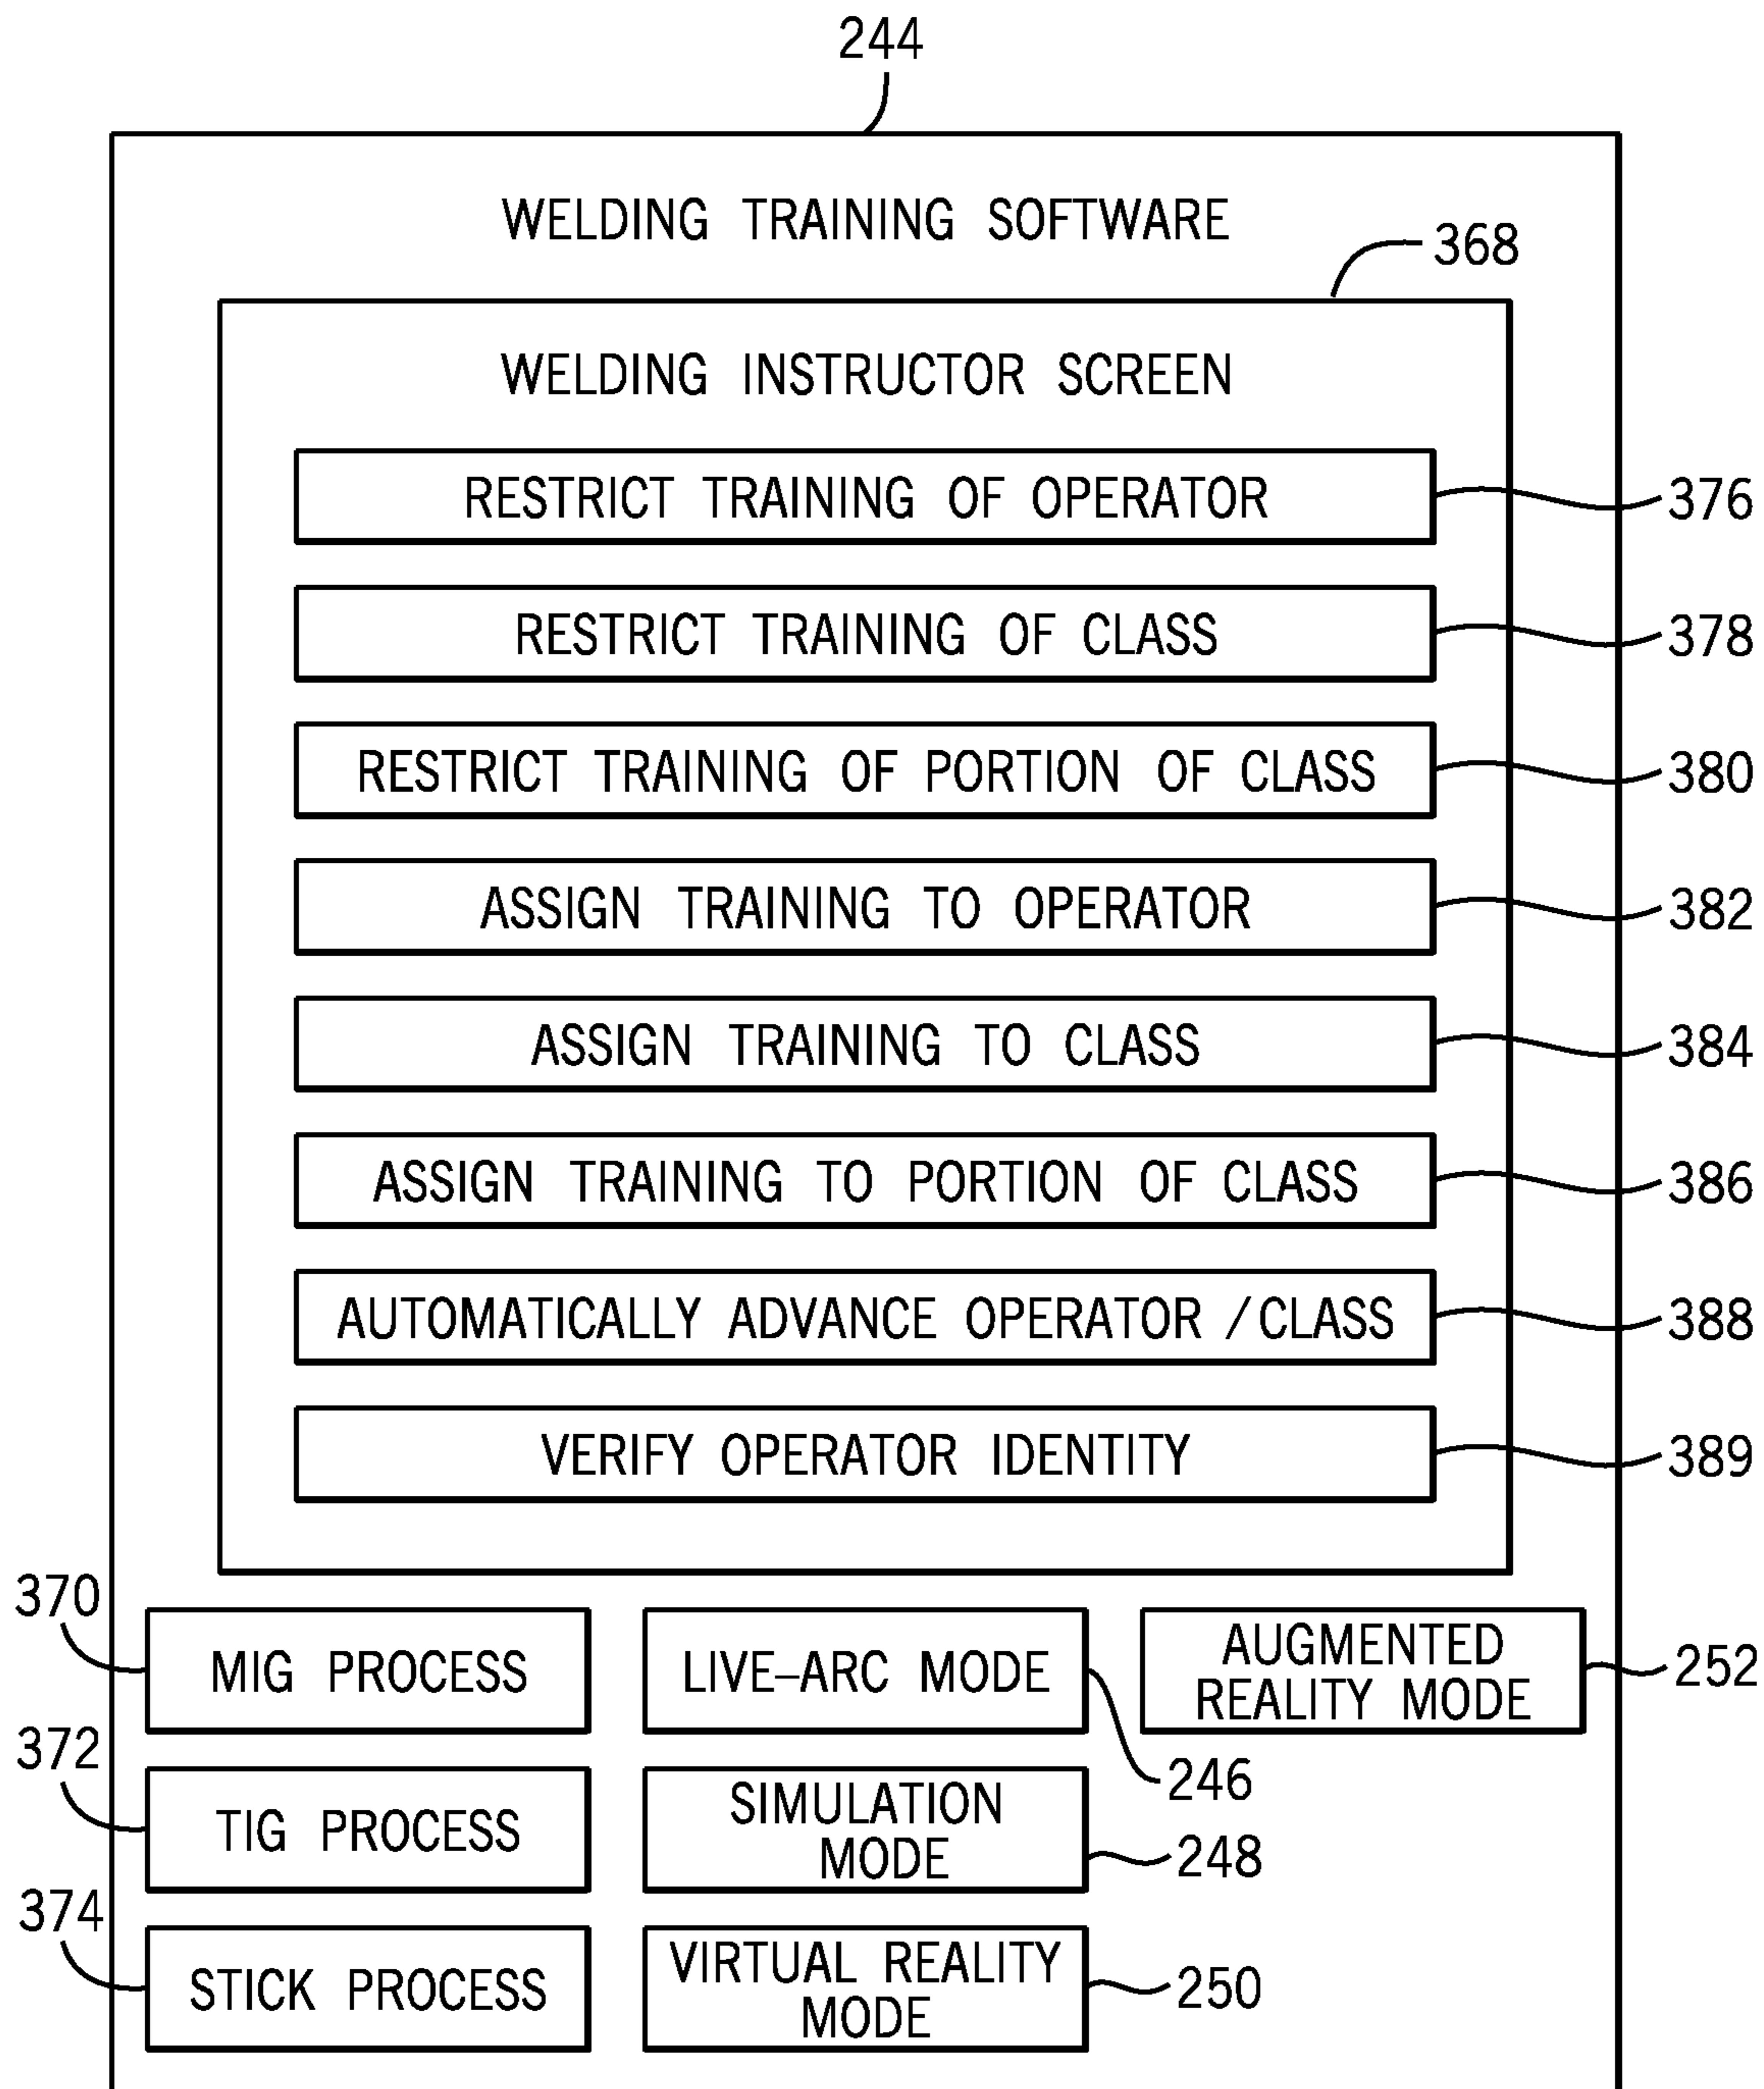 244
WELDING TRAINING SOFTWARE
368
WELDING INSTRUCTOR SCREEN
RESTRICT TRAINING OF OPERATOR
376
RESTRICT TRAINING OF CLASS
378
RESTRICT TRAINING OF PORTION OF CLASS
380
ASSIGN TRAINING TO OPERATOR
382
ASSIGN TRAINING TO CLASS
384
ASSIGN TRAINING TO PORTION OF CLASS
386
AUTOMATICALLY ADVANCE OPERATOR/CLASS
388
VERIFY OPERATOR IDENTITY
389
370
MIG PROCESS
LIVE-ARC MODE
246
AUGMENTED
REALITY MODE
252
372
TIG PROCESS
SIMULATION
MODE
248
374
STICK PROCESS
VIRTUAL REALITY
MODE
250